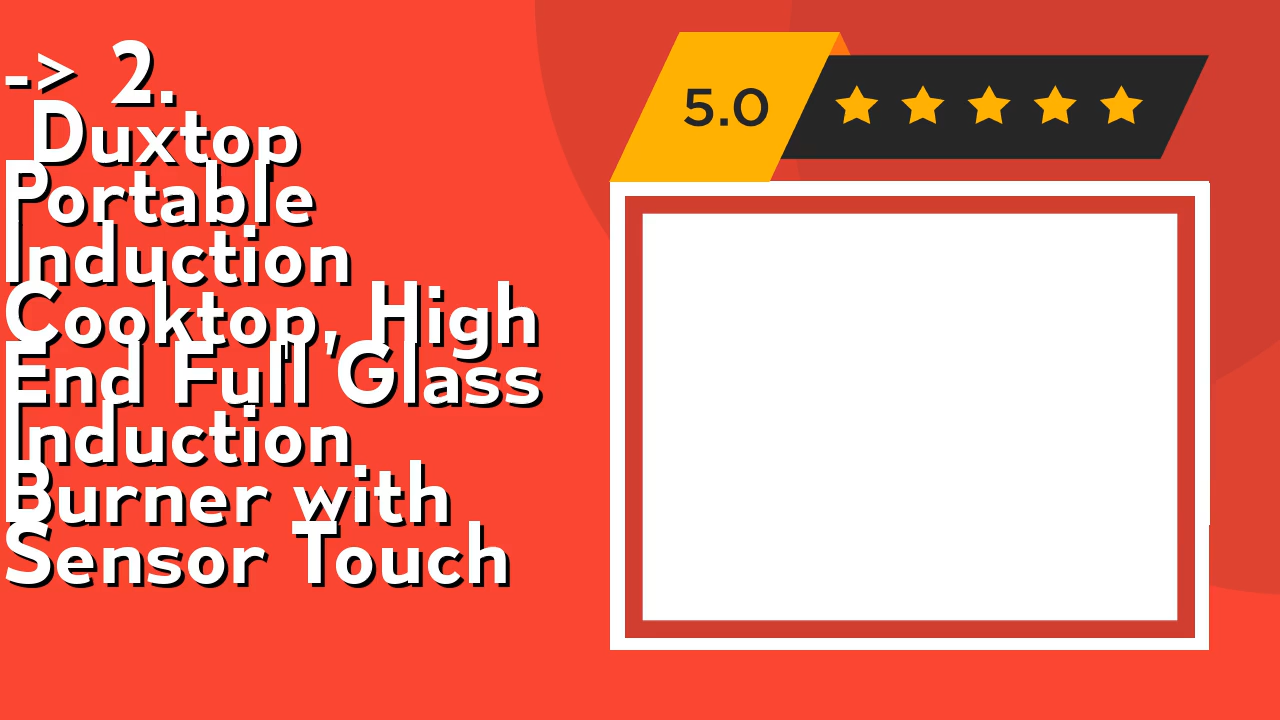 -> 2.
Duxtop
Portable
Induction
Cooktop, High
End Full Glass
Induction
Burner with
Sensor Touch
5.0